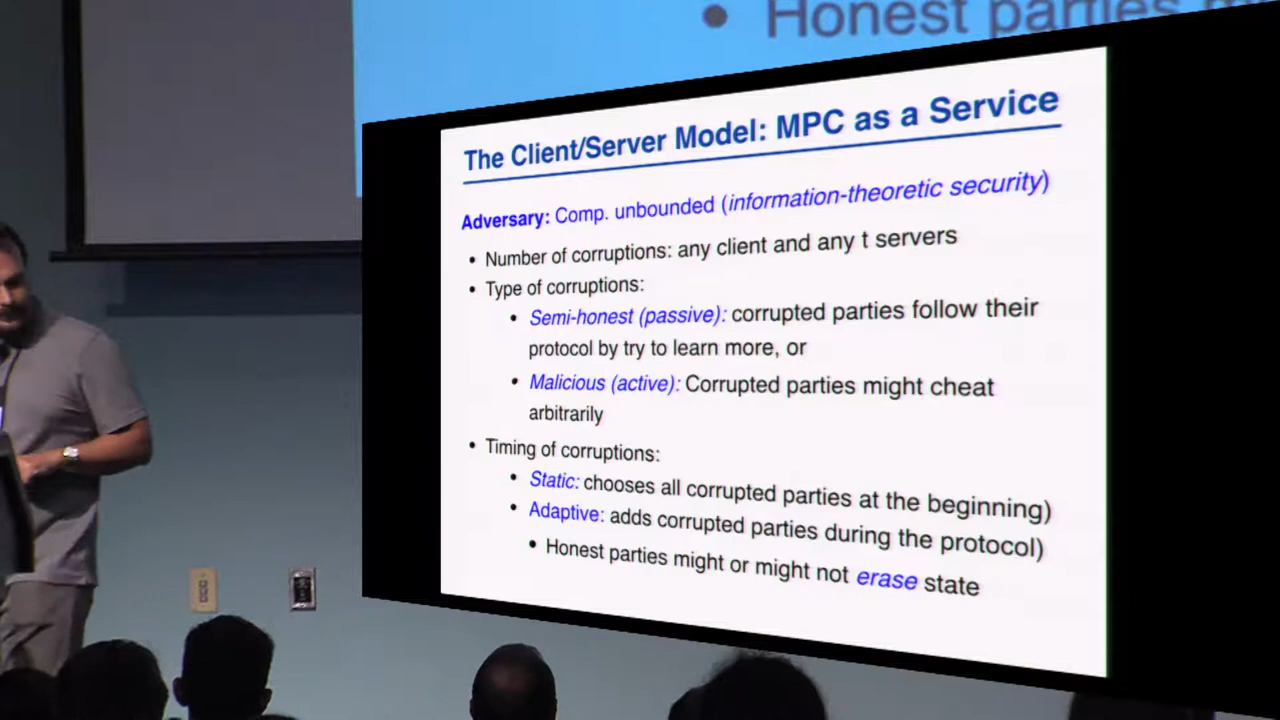 • Honest parties
The Client/Server Model: MPC as a Service
Adversary: Comp. unbounded (information-theoretic security)
• Number of corruptions: any client and any t servers
• Type of corruptions:
• Semi-honest (passive): corrupted parties follow their
protocol by try to learn more, or
• Malicious (active): Corrupted parties might cheat
arbitrarily
• Timing of corruptions:
• Static: chooses all corrupted parties at the beginning)
• Adaptive: adds corrupted parties during the protocol)
• Honest parties might or might not erase state